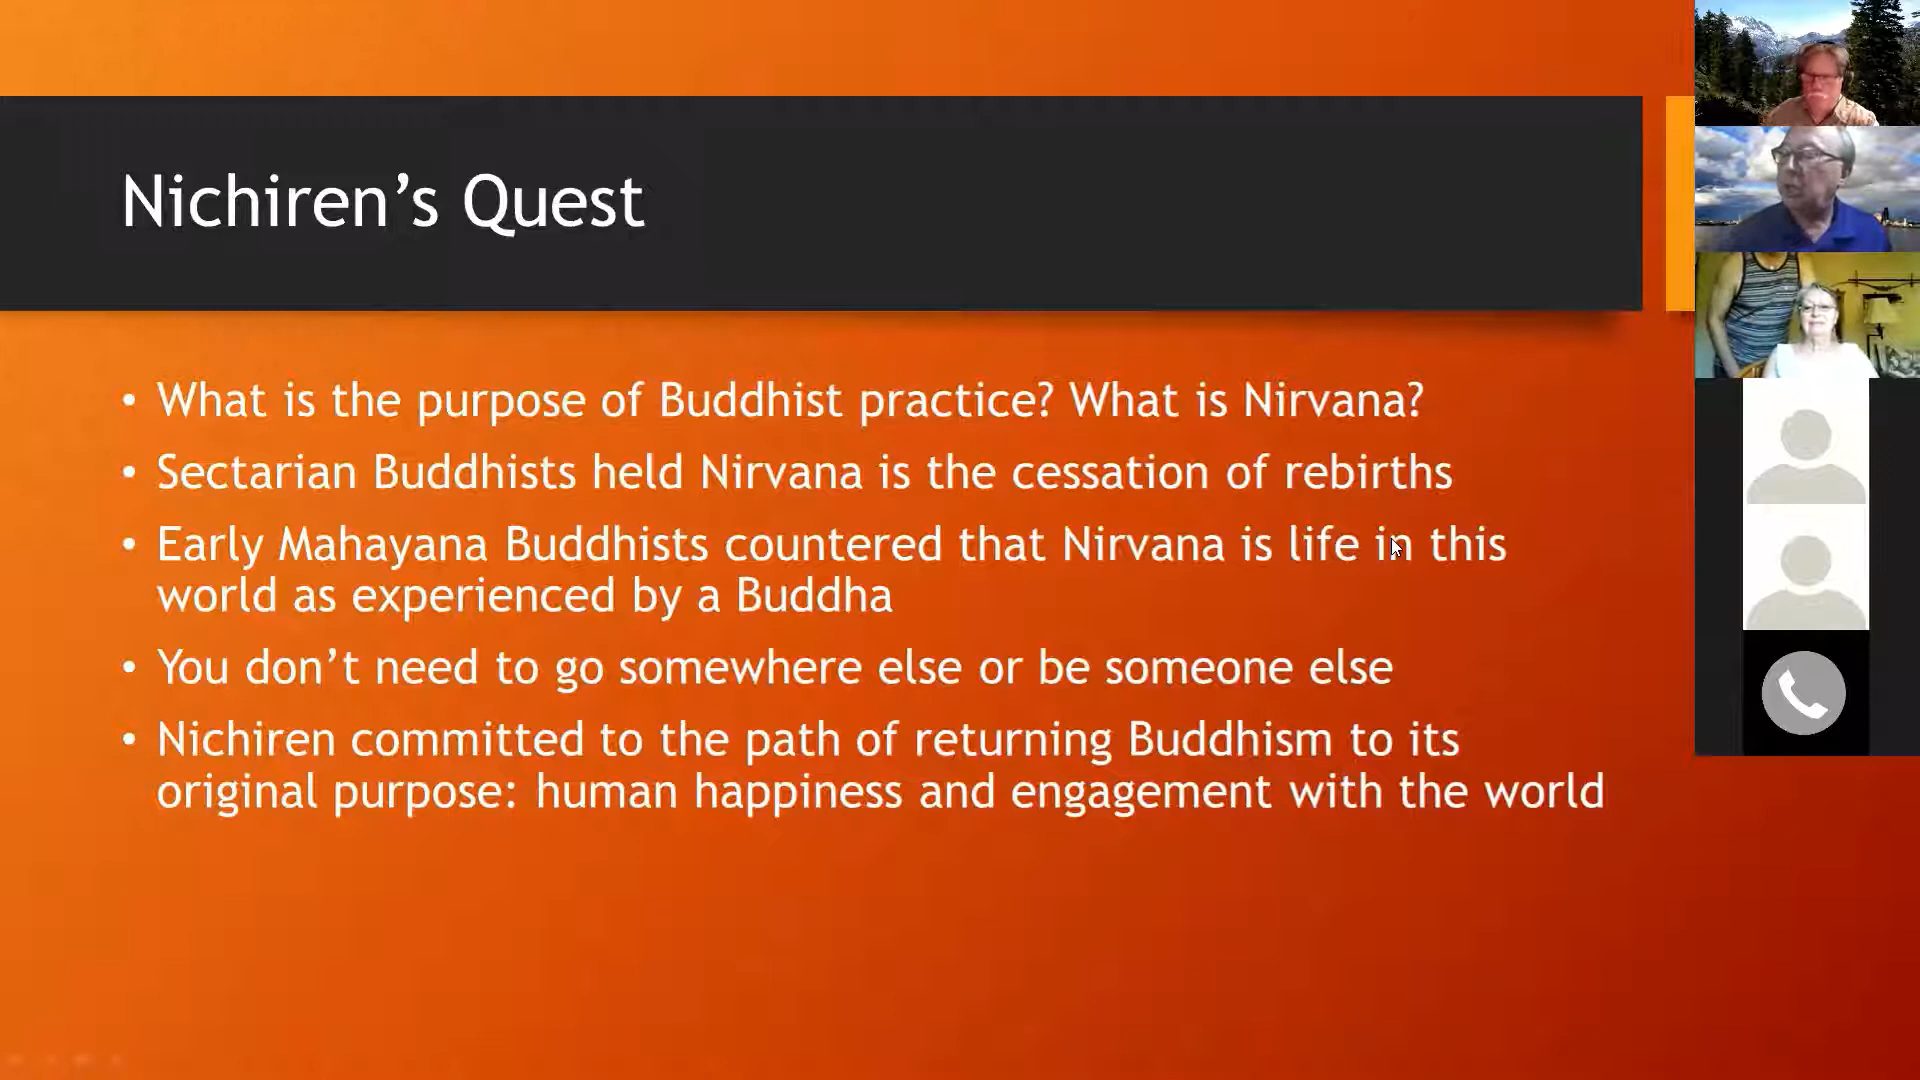 Nichiren’s Quest
• What is the purpose of Buddhist practice? What is Nirvana?
• Sectarian Buddhists held Nirvana is the cessation of rebirths
• Early Mahayana Buddhists countered that Nirvana is life in this
world as experienced by a Buddha
• You don’t need to go somewhere else or be someone else
• Nichiren committed to the path of returning Buddhism to its
original purpose: human happiness and engagement with the world